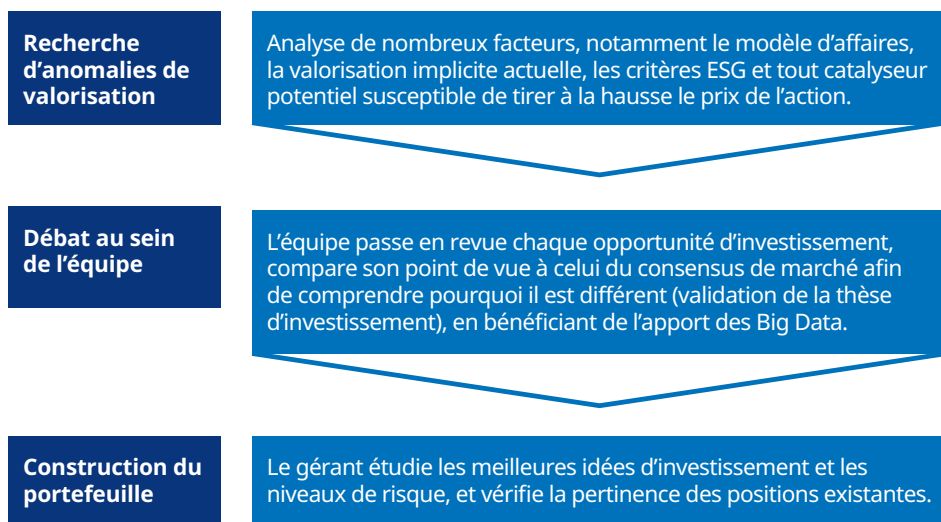 Recherche
d’anomalies de
valorisation
Analyse de nombreux facteurs, notamment le modèle d’affaires,
la valorisation implicite actuelle, les critères ESG et tout catalyseur
potentiel susceptible de tirer à la hausse le prix de l’action.
Débat au sein
de l’équipe
L’équipe passe en revue chaque opportunité d’investissement,
compare son point de vue à celui du consensus de marché afin
de comprendre pourquoi il est différent (validation de la thèse
d’investissement), en bénéficiant de l’apport des Big Data.
Construction du
portefeuille
Le gérant étudie les meilleures idées d’investissement et les
niveaux de risque, et vérifie la pertinence des positions existantes.